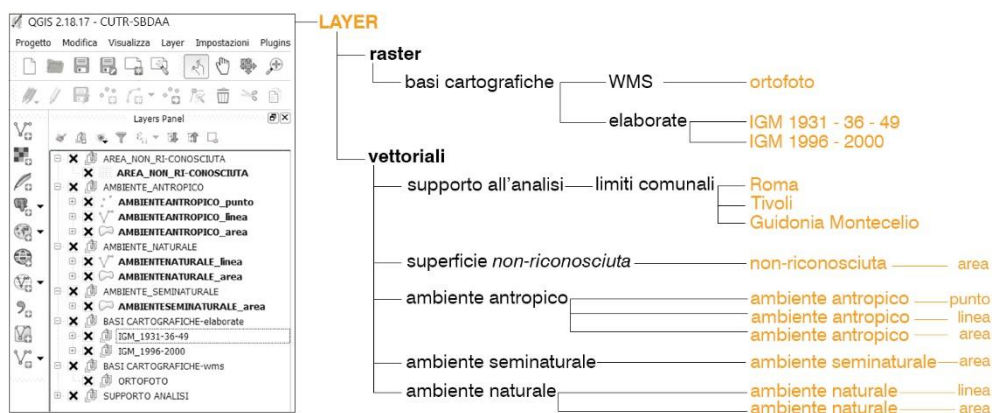 QGIS 2.18.17 - CUTR-SBDAA
Progetto Modifica Visualizza Layer Impostazioni Plugins
Layers Panel
AREA_NON_RI-CONOSCIUTA
AREA_NON_RI-CONOSCIUTA
AMBIENTE_ANTROPICO
AMBIENTEANTROPICO_punto
AMBIENTEANTROPICO_linea
AMBIENTEANTROPICO_area
AMBIENTE_NATURALE
AMBIENTENATURALE_linea
AMBIENTENATURALE_area
AMBIENTE_SEMINATURALE
AMBIENTESEMINATURALE_area
BASI CARTOGRAFICHE-elaborate
IGM_1931-36-49
IGM_1996-2000
BASI CARTOGRAFICHE-wms
ORTOFOTO
SUPPORTO ANALISI
LAYER
raster
basi cartografiche WMS ortofoto
elaborate IGM 1931 - 36 - 49
IGM 1996 - 2000
vettoriali
supporto all'analisi limiti comunali Roma
Tivoli
Guidonia Montecelio
superficie non-riconosciuta non-riconosciuta area
ambiente antropico ambiente antropico punto
ambiente antropico linea
ambiente antropico area
ambiente seminaturale ambiente seminaturale area
ambiente naturale ambiente naturale linea
ambiente naturale area